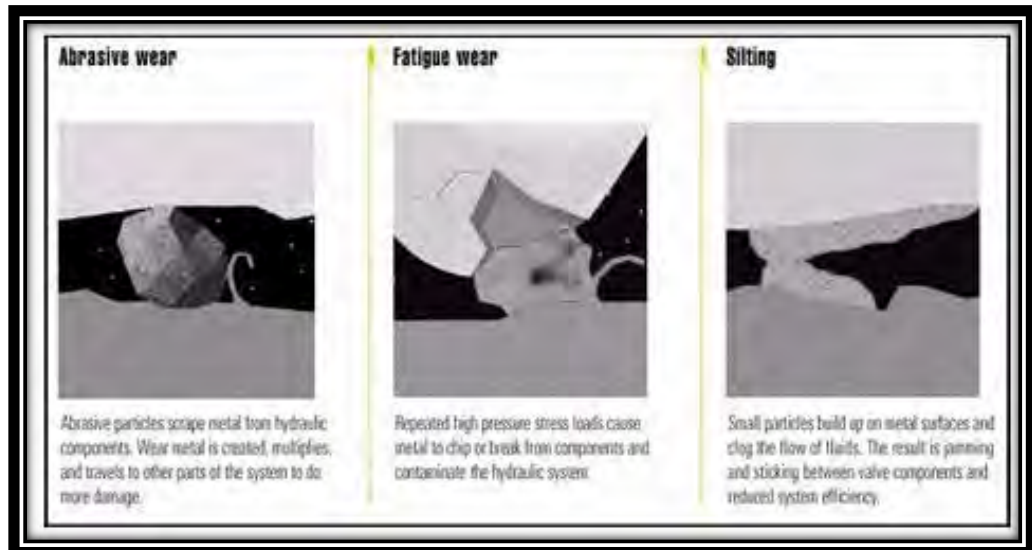 Abrasive wear
Abrasive particles scrape metal from hydraulic
components. Wear metal is created, multiplies,
and travels to other parts of the system to do
more damage.
Fatigue wear
Repeated high pressure stress loads cause
metal to chip or break from components and
contaminate the hydraulic system
Silting
Small particles build up on metal surfaces and
clog the flow of fluids. The result is jamming
and sticking between valve components and
reduced system efficiency.